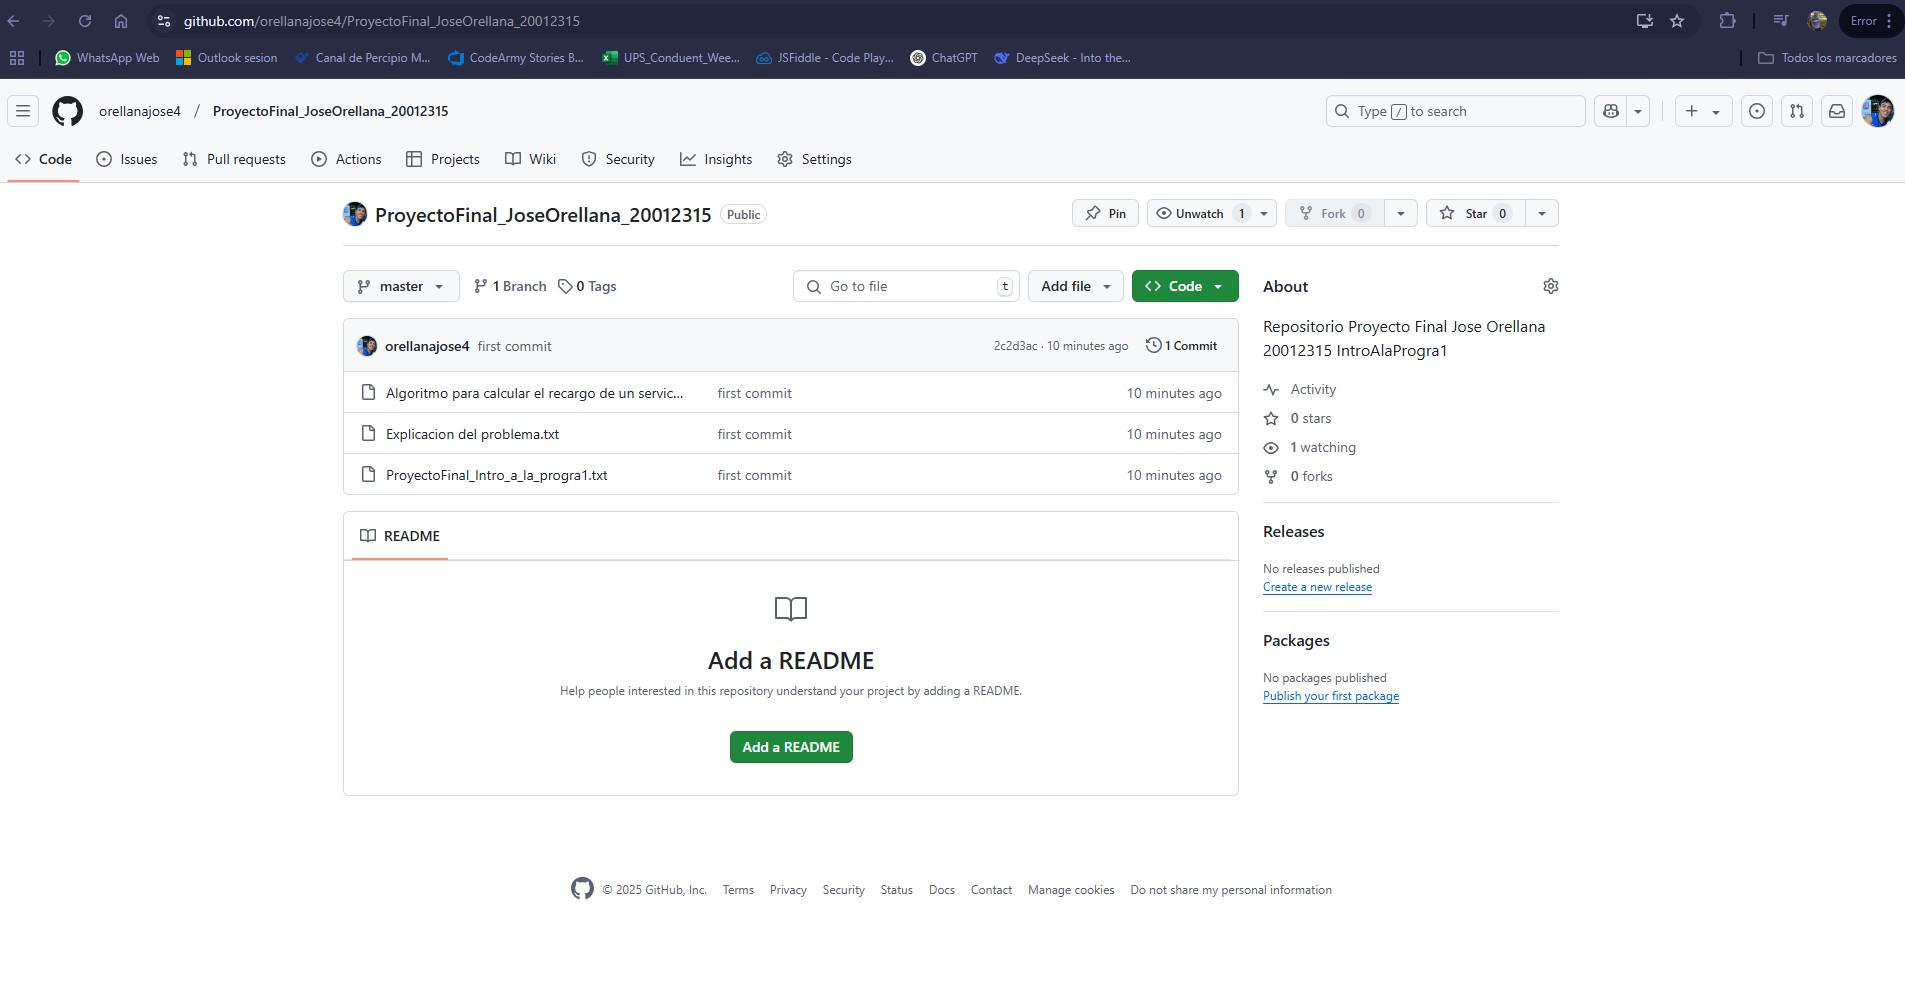 github.com/orellanajose4/ProyectoFinal_JoseOrellana_20012315
Error
WhatsApp Web
Outlook sesion
Canal de Percipio M...
CodeArmy Stories B...
UPS_Conduent_Wee...
JSFiddle - Code Play...
ChatGPT
DeepSeek - Into the...
Todos los marcadores
orellanajose4 / ProyectoFinal_JoseOrellana_20012315
Type / to search
Code
Issues
Pull requests
Actions
Projects
Wiki
Security
Insights
Settings
ProyectoFinal_JoseOrellana_20012315 Public
Pin
Unwatch 1
Fork 0
Star 0
master
1 Branch
0 Tags
Go to file t
Add file
Code
orellanajose4 first commit
2c2d3ac · 10 minutes ago
1 Commit
Algoritmo para calcular el recargo de un servic... first commit 10 minutes ago
Explicacion del problema.txt first commit 10 minutes ago
ProyectoFinal_Intro_a_la_progra1.txt first commit 10 minutes ago
README
Add a README
Help people interested in this repository understand your project by adding a README.
Add a README
About
Repositorio Proyecto Final Jose Orellana
20012315 IntroAlaProgra1
Activity
0 stars
1 watching
0 forks
Releases
No releases published
Create a new release
Packages
No packages published
Publish your first package
© 2025 GitHub, Inc. Terms Privacy Security Status Docs Contact Manage cookies Do not share my personal information